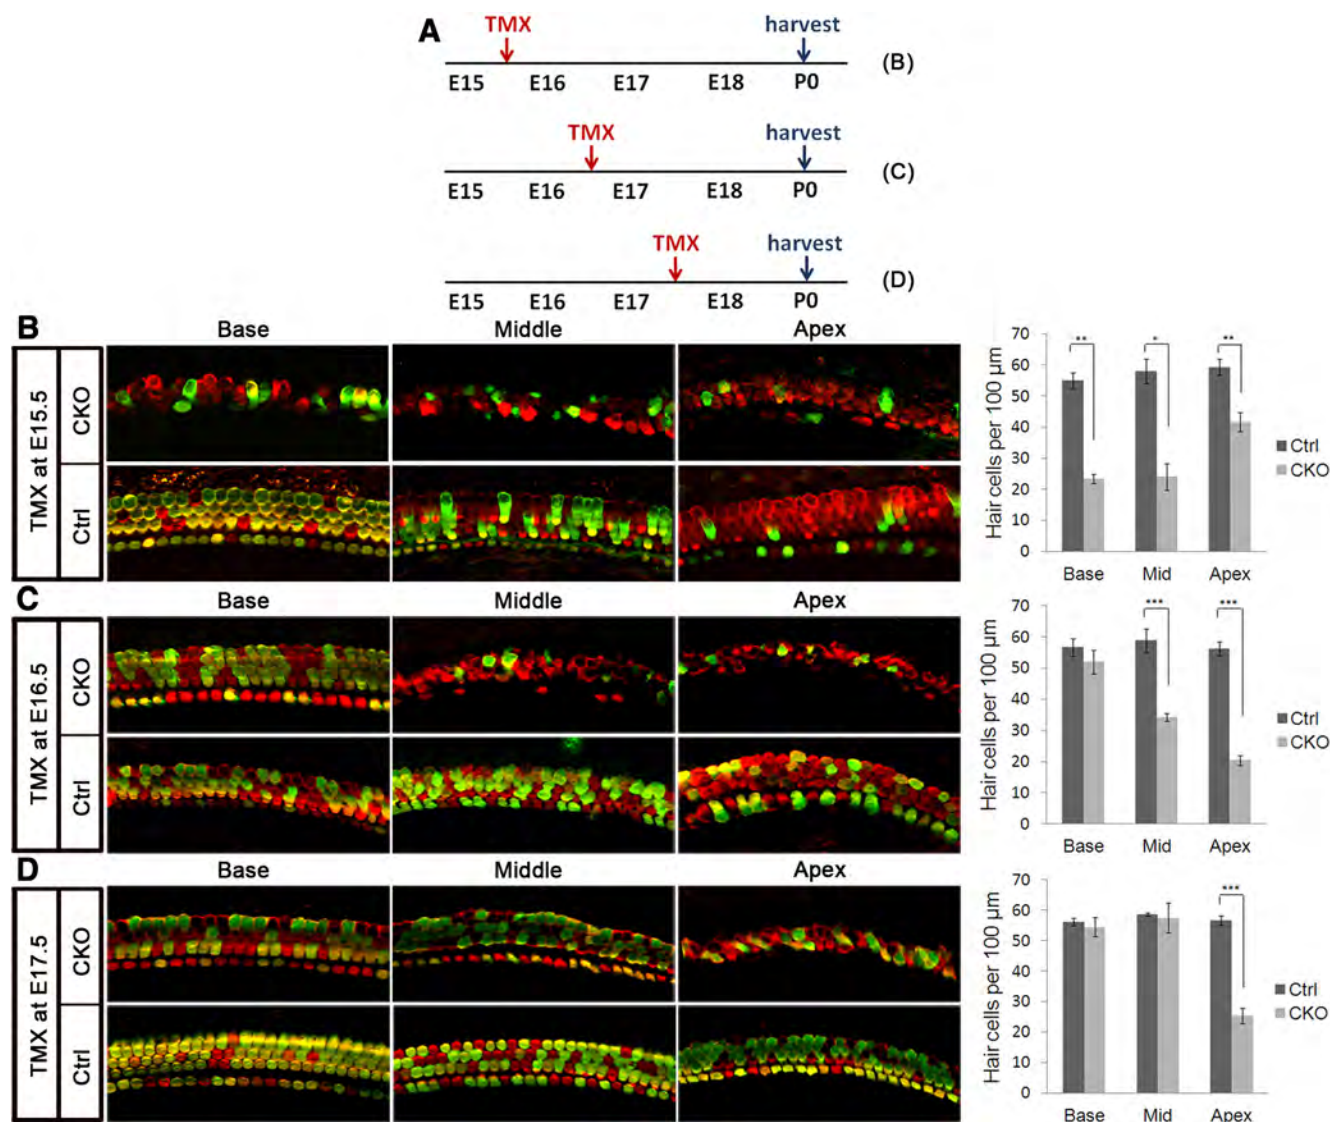 A
TMX harvest
E15 E16 E17 E18 P0 (B)
TMX harvest
E15 E16 E17 E18 P0 (C)
TMX harvest
E15 E16 E17 E18 P0 (D)
B
Base Middle Apex
TMX at E15.5
CKO
Ctrl
Hair cells per 100 µm
70
60
50
40
30
20
10
0
** * **
Base Mid Apex
Ctrl
CKO
C
Base Middle Apex
TMX at E16.5
CKO
Ctrl
Hair cells per 100 µm
70
60
50
40
30
20
10
0
*** ***
Base Mid Apex
Ctrl
CKO
D
Base Middle Apex
TMX at E17.5
CKO
Ctrl
Hair cells per 100 µm
70
60
50
40
30
20
10
0
***
Base Mid Apex
Ctrl
CKO